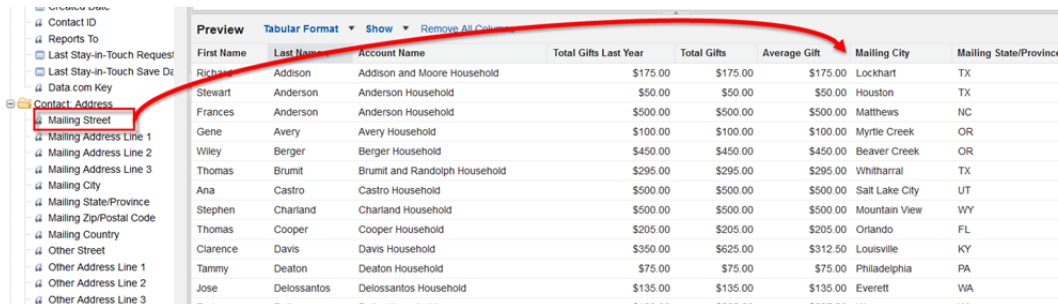 Created Date
Contact ID
Reports To
Last Stay-in-Touch Request
Last Stay-in-Touch Save Da
Data.com Key
Contact: Address
Mailing Street
Mailing Address Line 1
Mailing Address Line 2
Mailing Address Line 3
Mailing City
Mailing State/Province
Mailing Zip/Postal Code
Mailing Country
Other Street
Other Address Line 1
Other Address Line 2
Other Address Line 3
Preview Tabular Format Show Remove All Columns
First Name Last Name Account Name Total Gifts Last Year Total Gifts Average Gift Mailing City Mailing State/Province
Richard Addison Addison and Moore Household $175.00 $175.00 $175.00 Lockhart TX
Stewart Anderson Anderson Household $50.00 $50.00 $50.00 Houston TX
Frances Anderson Anderson Household $500.00 $500.00 $500.00 Matthews NC
Gene Avery Avery Household $100.00 $100.00 $100.00 Myrtle Creek OR
Wiley Berger Berger Household $450.00 $450.00 $450.00 Beaver Creek OR
Thomas Brumit Brumit and Randolph Household $295.00 $295.00 $295.00 Whitharral TX
Ana Castro Castro Household $500.00 $500.00 $500.00 Salt Lake City UT
Stephen Charland Charland Household $500.00 $500.00 $500.00 Mountain View WY
Thomas Cooper Cooper Household $205.00 $205.00 $205.00 Orlando FL
Clarence Davis Davis Household $350.00 $625.00 $312.50 Louisville KY
Tammy Deaton Deaton Household $75.00 $75.00 $75.00 Philadelphia PA
Jose Delossantos Delossantos Household $135.00 $135.00 $135.00 Everett WA